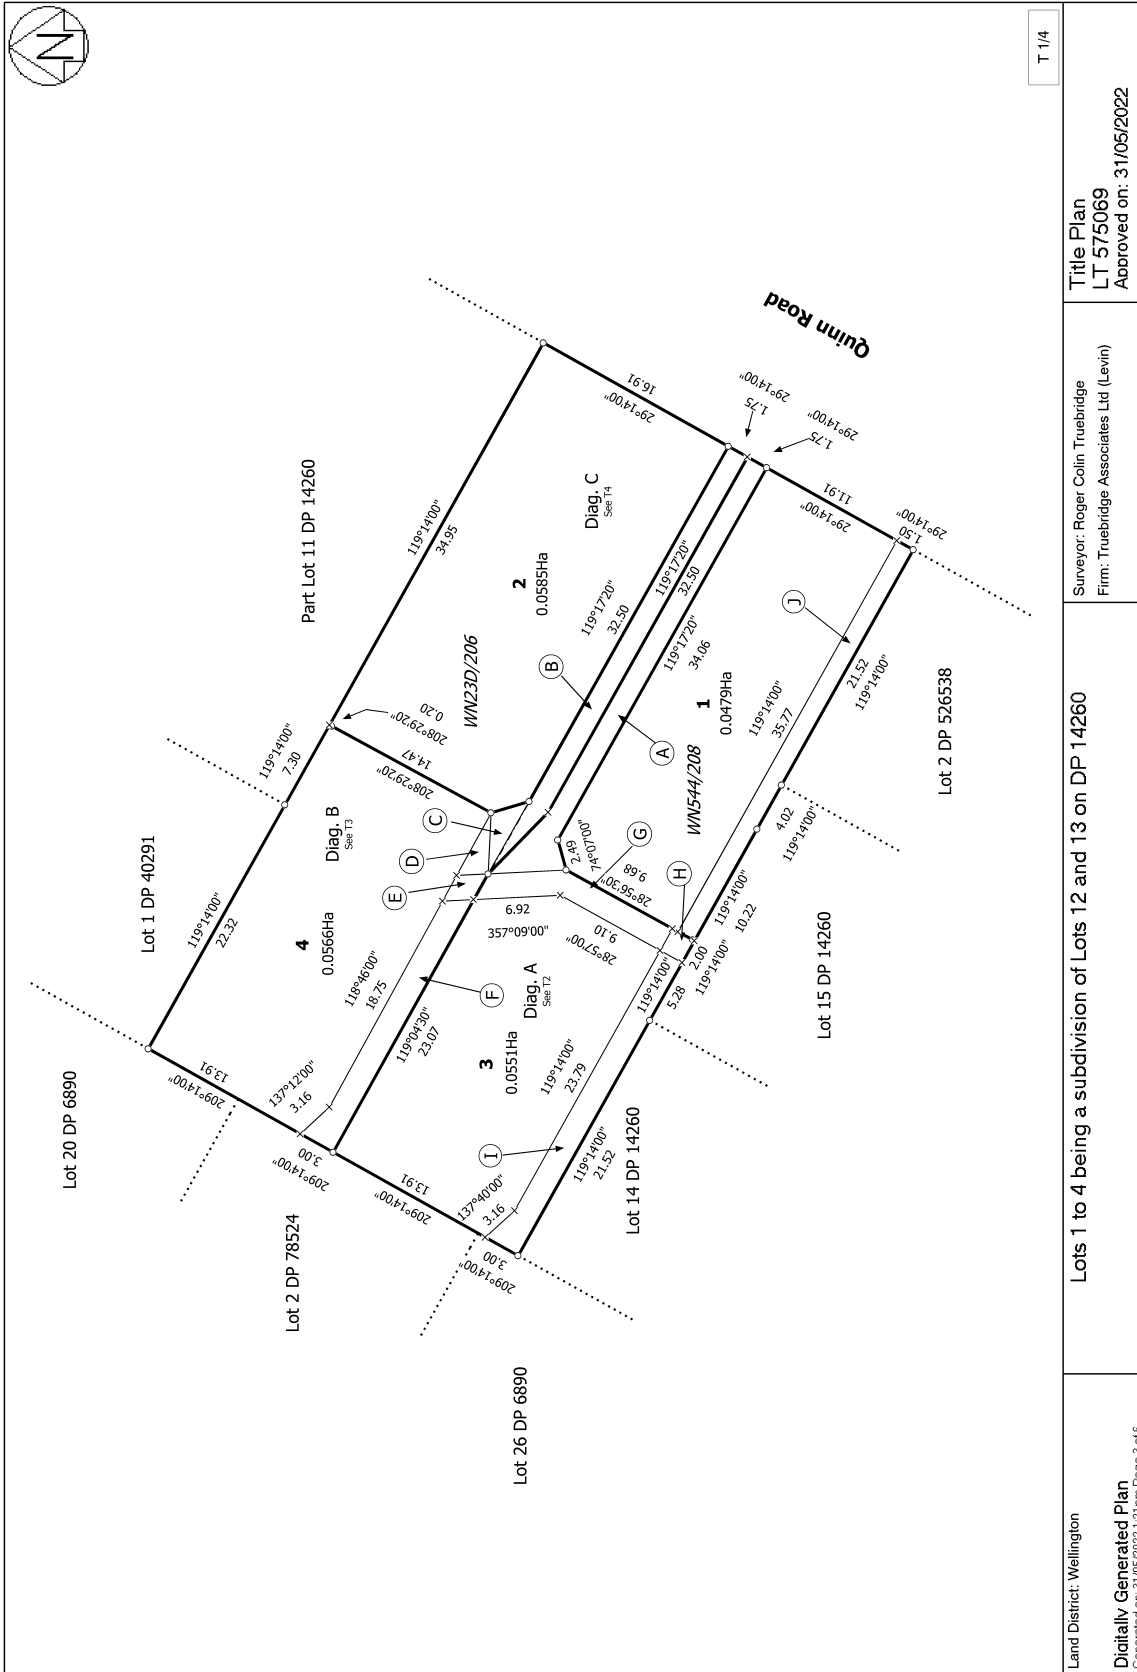 N
T 1/4
Lot 20 DP 6890
Lot 1 DP 40291
Part Lot 11 DP 14260
Lot 2 DP 78524
Lot 26 DP 6890
Lot 14 DP 14260
Lot 15 DP 14260
Lot 2 DP 526538
Quinn Road
119°14'00"
22.32
119°14'00"
7.30
119°14'00"
34.95
209°14'00"
13.91
209°14'00"
3.00
209°14'00"
13.91
209°14'00"
3.00
4
0.0566Ha
Diag. B
See T3
137°12'00"
3.16
118°46'00"
18.75
208°29'20"
0.20
208°29'20"
14.47
WN23D/206
2
0.0585Ha
Diag. C
See T4
29°14'00"
16.91
29°14'00"
1.75
29°14'00"
1.75
29°14'00"
11.91
29°14'00"
1.50
119°17'20"
32.50
119°17'20"
32.50
119°17'20"
34.06
1
0.0479Ha
WN544/208
119°14'00"
35.77
21.52
119°14'00"
4.02
119°14'00"
119°14'00"
10.22
2.00
119°14'00"
119°14'00"
5.28
2.49
74°07'00"
9.68
28°56'30"
6.92
357°09'00"
9.10
28°57'00"
Diag. A
See T2
3
0.0551Ha
119°04'30"
23.07
119°14'00"
23.79
119°14'00"
21.52
137°40'00"
3.16
A
B
C
D
E
F
G
H
I
J
Land District: Wellington
Digitally Generated Plan
Generated on: 31/05/2022 1:21pm Page 3 of 6
Lots 1 to 4 being a subdivision of Lots 12 and 13 on DP 14260
Surveyor: Roger Colin Truebridge
Firm: Truebridge Associates Ltd (Levin)
Title Plan
LT 575069
Approved on: 31/05/2022